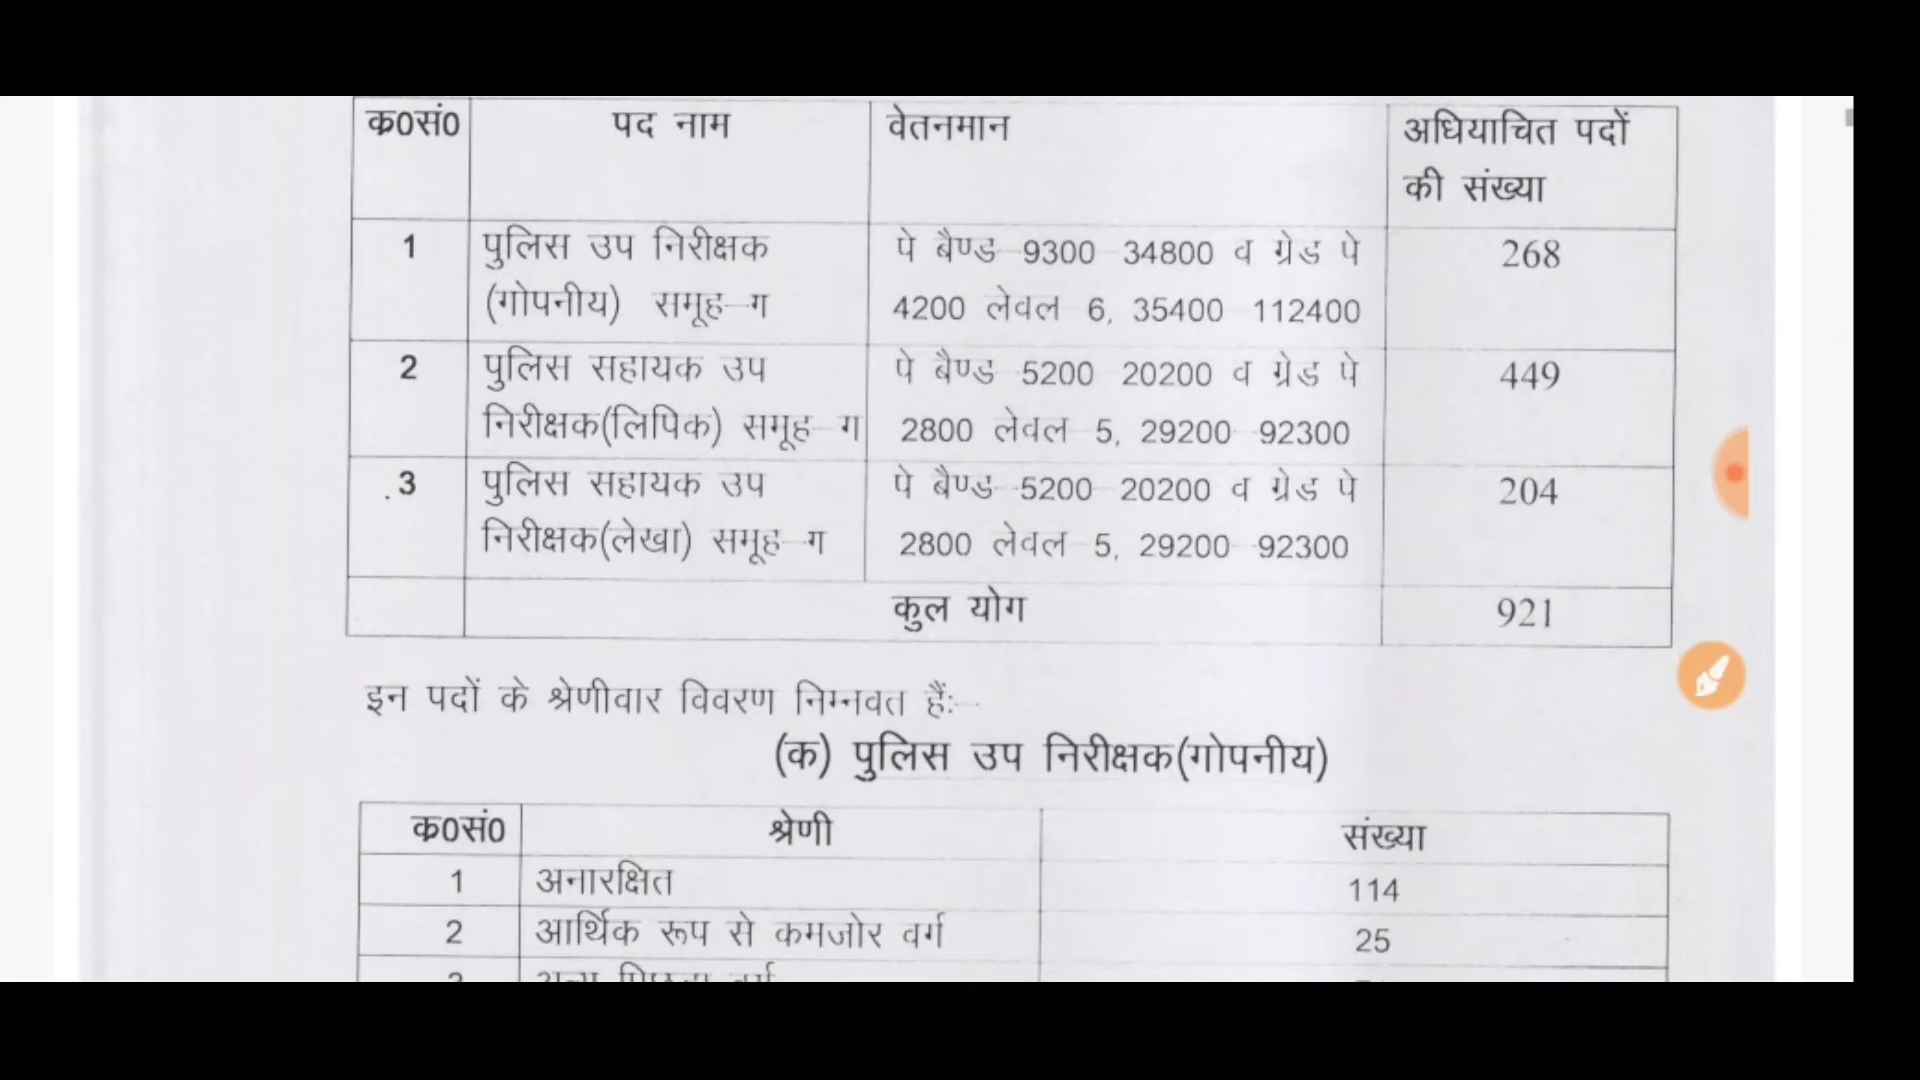 क0सं0 पद नाम वेतनमान अधियाचित पदों
की संख्या
1 पुलिस उप निरीक्षक पे बैण्ड 9300 34800 व ग्रेड पे 268
(गोपनीय) समूह-ग 4200 लेवल 6, 35400 112400
2 पुलिस सहायक उप पे बैण्ड 5200 20200 व ग्रेड पे 449
निरीक्षक(लिपिक) समूह-ग 2800 लेवल 5, 29200-92300
3 पुलिस सहायक उप पे बैण्ड-5200-20200 व ग्रेड पे 204
निरीक्षक(लेखा) समूह-ग 2800 लेवल 5, 29200-92300
कुल योग 921
इन पदों के श्रेणीवार विवरण निम्नवत हैं:-
(क) पुलिस उप निरीक्षक(गोपनीय)
क0सं0 श्रेणी संख्या
1 अनारक्षित 114
2 आर्थिक रूप से कमजोर वर्ग 25